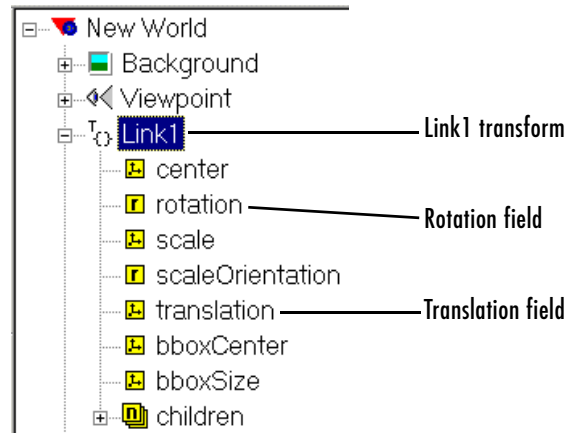 New World
Background
Viewpoint
T Link1 Link1 transform
center
r rotation Rotation field
scale
r scaleOrientation
translation Translation field
bboxCenter
bboxSize
n children